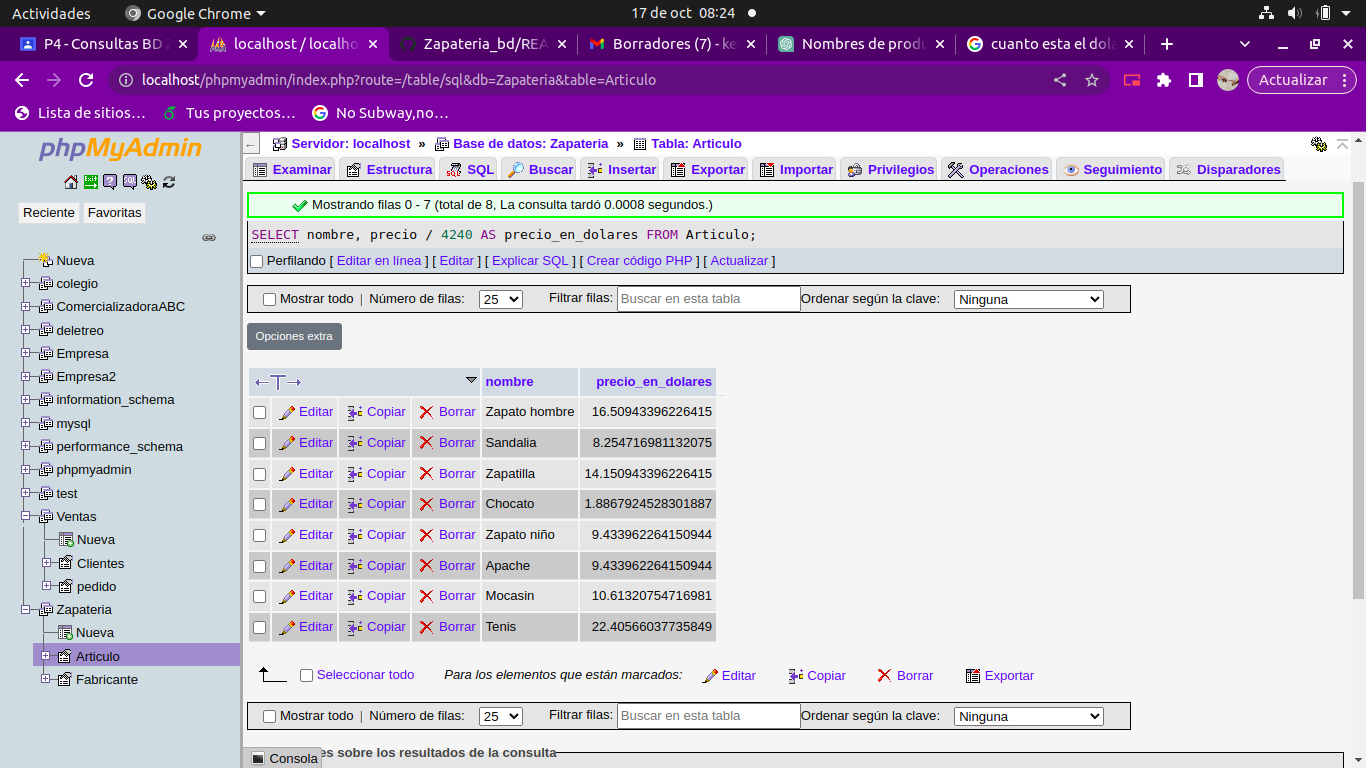 Actividades Google Chrome 17 de oct 08:24
P4 - Consultas BD Z localhost / localho Zapateria_bd/REA Borradores (7) - ke Nombres de produ cuanto esta el dola
localhost/phpmyadmin/index.php?route=/table/sql&db=Zapateria&table=Articulo Actualizar
Lista de sitios… Tus proyectos… No Subway,no…
phpMyAdmin
Reciente Favoritas
Nueva
colegio
ComercializadoraABC
deletreo
Empresa
Empresa2
information_schema
mysql
performance_schema
phpmyadmin
test
Ventas
Nueva
Clientes
pedido
Zapateria
Nueva
Articulo
Fabricante
Servidor: localhost » Base de datos: Zapateria » Tabla: Articulo
Examinar Estructura SQL Buscar Insertar Exportar Importar Privilegios Operaciones Seguimiento Disparadores
Mostrando filas 0 - 7 (total de 8, La consulta tardó 0.0008 segundos.)
SELECT nombre, precio / 4240 AS precio_en_dolares FROM Articulo;
Perfilando [ Editar en línea ] [ Editar ] [ Explicar SQL ] [ Crear código PHP ] [ Actualizar ]
Mostrar todo | Número de filas: 25 Filtrar filas: Buscar en esta tabla Ordenar según la clave: Ninguna
Opciones extra
nombre precio_en_dolares
Editar Copiar Borrar Zapato hombre 16.50943396226415
Editar Copiar Borrar Sandalia 8.254716981132075
Editar Copiar Borrar Zapatilla 14.150943396226415
Editar Copiar Borrar Chocato 1.8867924528301887
Editar Copiar Borrar Zapato niño 9.433962264150944
Editar Copiar Borrar Apache 9.433962264150944
Editar Copiar Borrar Mocasin 10.61320754716981
Editar Copiar Borrar Tenis 22.40566037735849
Seleccionar todo Para los elementos que están marcados: Editar Copiar Borrar Exportar
Mostrar todo | Número de filas: 25 Filtrar filas: Buscar en esta tabla Ordenar según la clave: Ninguna
Consola es sobre los resultados de la consulta